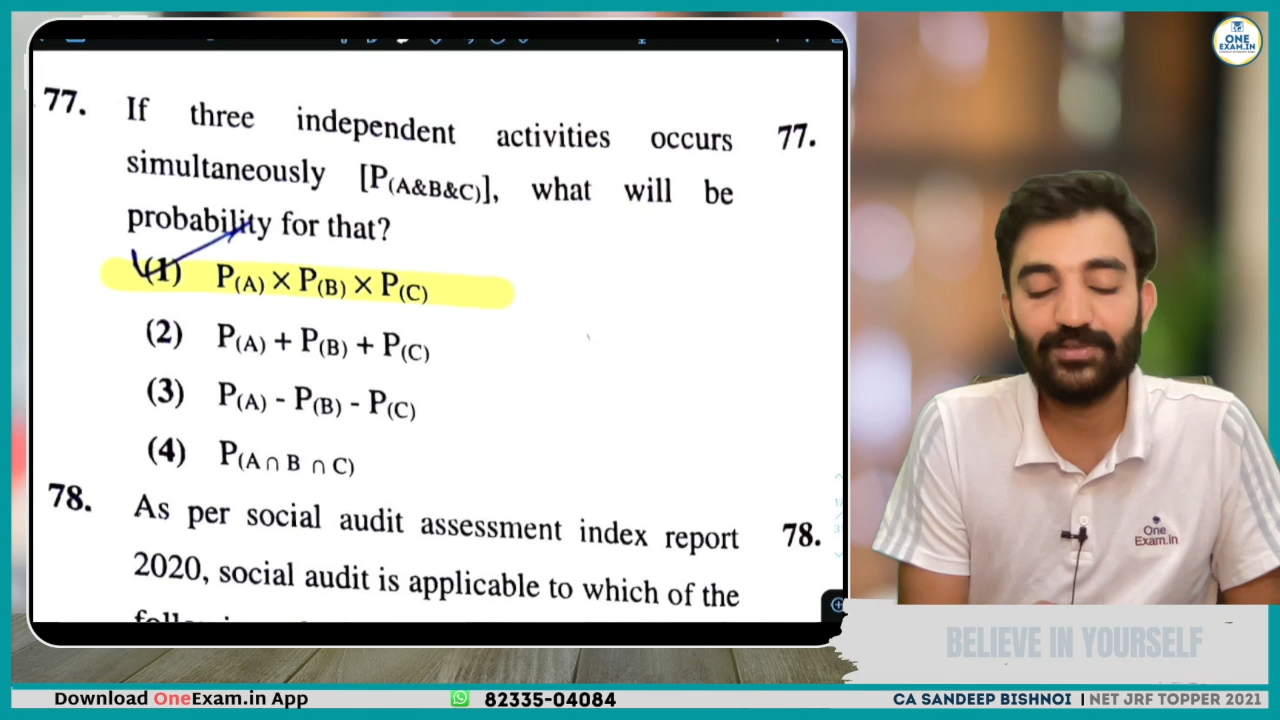 ONE
EXAM.IN
77.
If three independent activities occurs
simultaneously [P(A&B&C)], what will be
probability for that?
(1) P(A) × P(B) × P(C)
(2) P(A) + P(B) + P(C)
(3) P(A) - P(B) - P(C)
(4) P(A ∩ B ∩ C)
78.
As per social audit assessment index report
2020, social audit is applicable to which of the
77.
78.
One
Exam.in
BELIEVE IN YOURSELF
Download OneExam.in App
82335-04084
CA SANDEEP BISHNOI | NET JRF TOPPER 2021